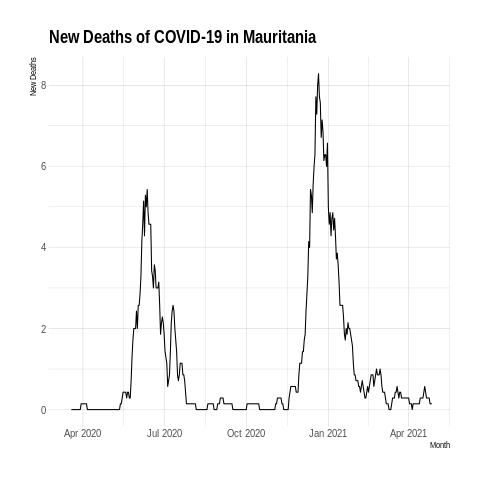 New Deaths of COVID-19 in Mauritania
New Deaths
8
6
4
2
0
Apr 2020 Jul 2020 Oct 2020 Jan 2021 Apr 2021
Month